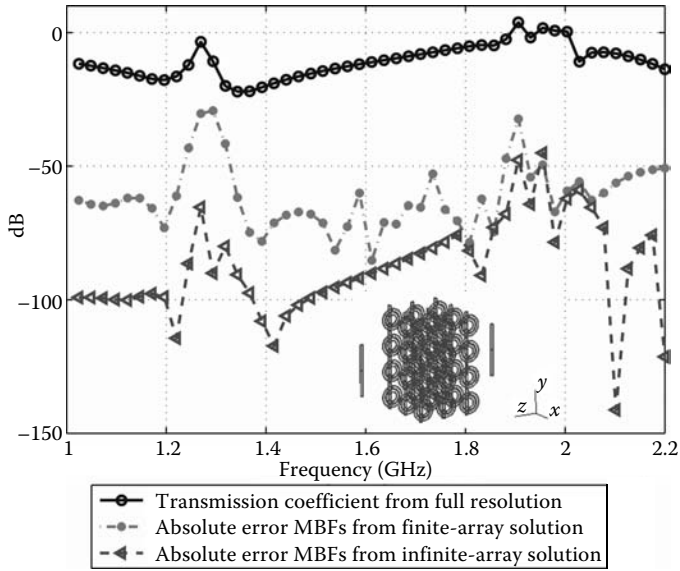 0
−50
−100
−150
dB
1
1.2
1.4
1.6
1.8
2
2.2
Frequency (GHz)
y
z
x
Transmission coefficient from full resolution
Absolute error MBFs from finite-array solution
Absolute error MBFs from infinite-array solution